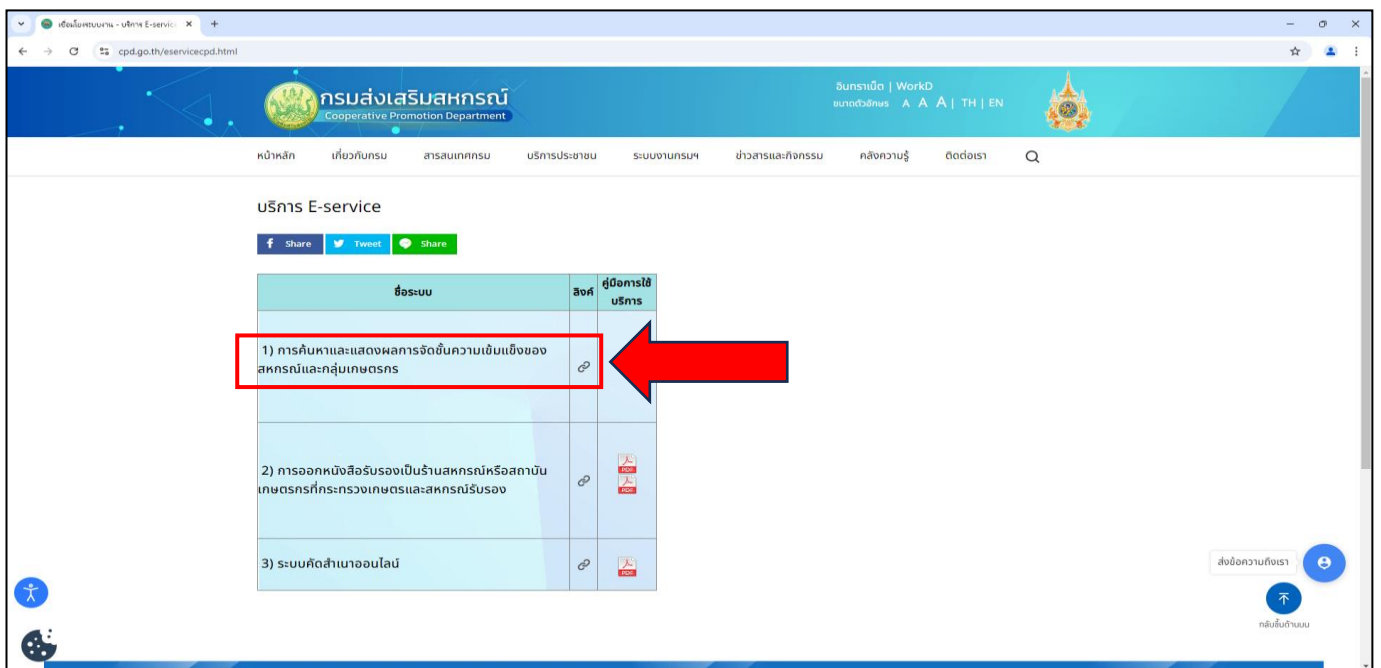 เชื่อมโยงระบบงาน - บริการ E-servic
cpd.go.th/eservicecpd.html
กรมส่งเสริมสหกรณ์
Cooperative Promotion Department
อินทราเน็ต | WorkD
ขนาดตัวอักษร A A A | TH | EN
หน้าหลัก เกี่ยวกับกรม สารสนเทศกรม บริการประชาชน ระบบงานกรมฯ ข่าวสารและกิจกรรม คลังความรู้ ติดต่อเรา
บริการ E-service
Share Tweet Share
ชื่อระบบ ลิงค์ คู่มือการใช้
บริการ
1) การค้นหาและแสดงผลการจัดชั้นความเข้มแข็งของ
สหกรณ์และกลุ่มเกษตรกร
2) การออกหนังสือรับรองเป็นร้านสหกรณ์หรือสถาบัน
เกษตรกรที่กระทรวงเกษตรและสหกรณ์รับรอง
PDF
PDF
3) ระบบคัดสำเนาออนไลน์
PDF
ส่งข้อความถึงเรา
กลับขึ้นด้านบน